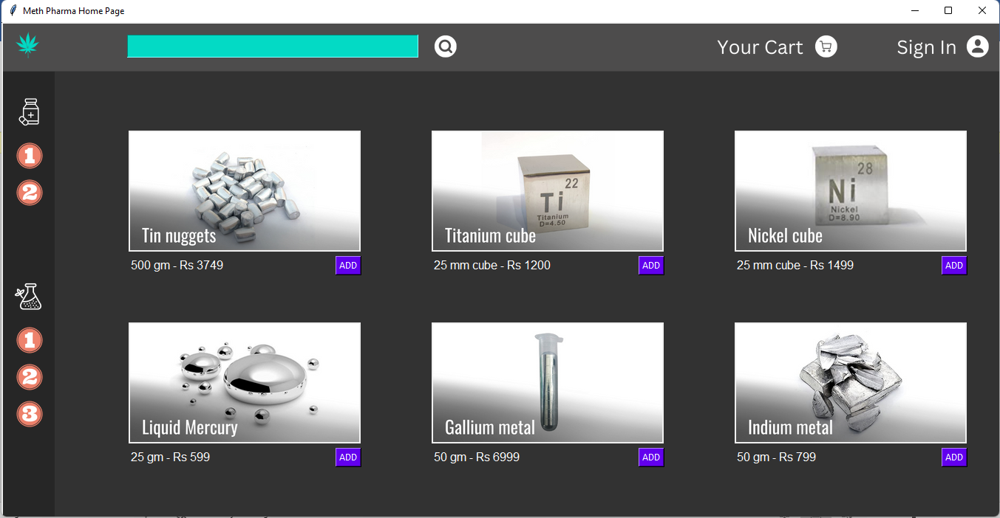 Meth Pharma Home Page
Your Cart
Sign In
1
2
1
2
3
Tin nuggets
500 gm - Rs 3749
ADD
22
Ti
Titanium
D=4.50
Titanium cube
25 mm cube - Rs 1200
ADD
28
Ni
Nickel
D=8.90
Nickel cube
25 mm cube - Rs 1499
ADD
Liquid Mercury
25 gm - Rs 599
ADD
Gallium metal
50 gm - Rs 6999
ADD
Indium metal
50 gm - Rs 799
ADD